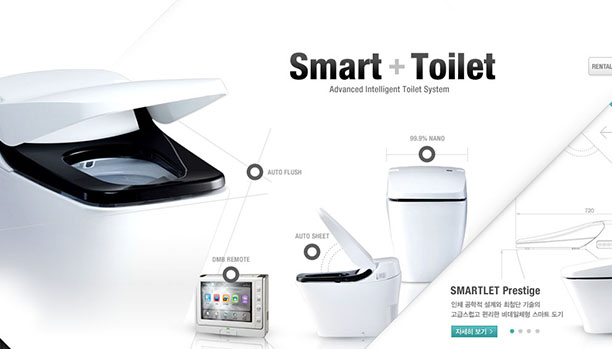 Smart + Toilet
Advanced Intelligent Toilet System
RENTAL
99.9% NANO
AUTO FLUSH
AUTO SHEET
DMB REMOTE
720
SMARTLET Prestige
인체 공학적 설계와 최첨단 기술의
고급스럽고 편리한 비데일체형 스마트 도기
자세히 보기 >